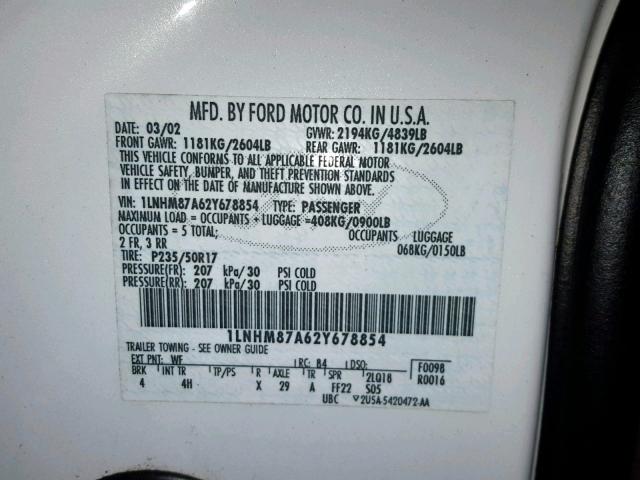 MFD. BY FORD MOTOR CO. IN U.S.A.
DATE: 03/02 GVWR: 2194KG/4839LB
FRONT GAWR: 1181KG/2604LB REAR GAWR: 1181KG/2604LB
THIS VEHICLE CONFORMS TO ALL APPLICABLE FEDERAL MOTOR
VEHICLE SAFETY, BUMPER, AND THEFT PREVENTION STANDARDS
IN EFFECT ON THE DATE OF MANUFACTURE SHOWN ABOVE.
VIN: 1LNHM87A62Y678854 TYPE: PASSENGER
MAXIMUM LOAD = OCCUPANTS + LUGGAGE = 408KG/0900LB
OCCUPANTS = 5 TOTAL; OCCUPANTS LUGGAGE
2 FR, 3 RR 068KG/0150LB
TIRE: P235/50R17
PRESSURE(FR) 207 kPa/30 PSI COLD
PRESSURE(RR) 207 kPa/30 PSI COLD
1LNHM87A62Y678854
TRAILER TOWING - SEE OWNER GUIDE
EXT PNT: WF RC: 84 DSO: F0098
BRK INT TR TP/PS R AXLE TR SPR 2LQ18 R0016
4 4H X 29 A FF22 S05
UBC ▽2USA-5420472-AA